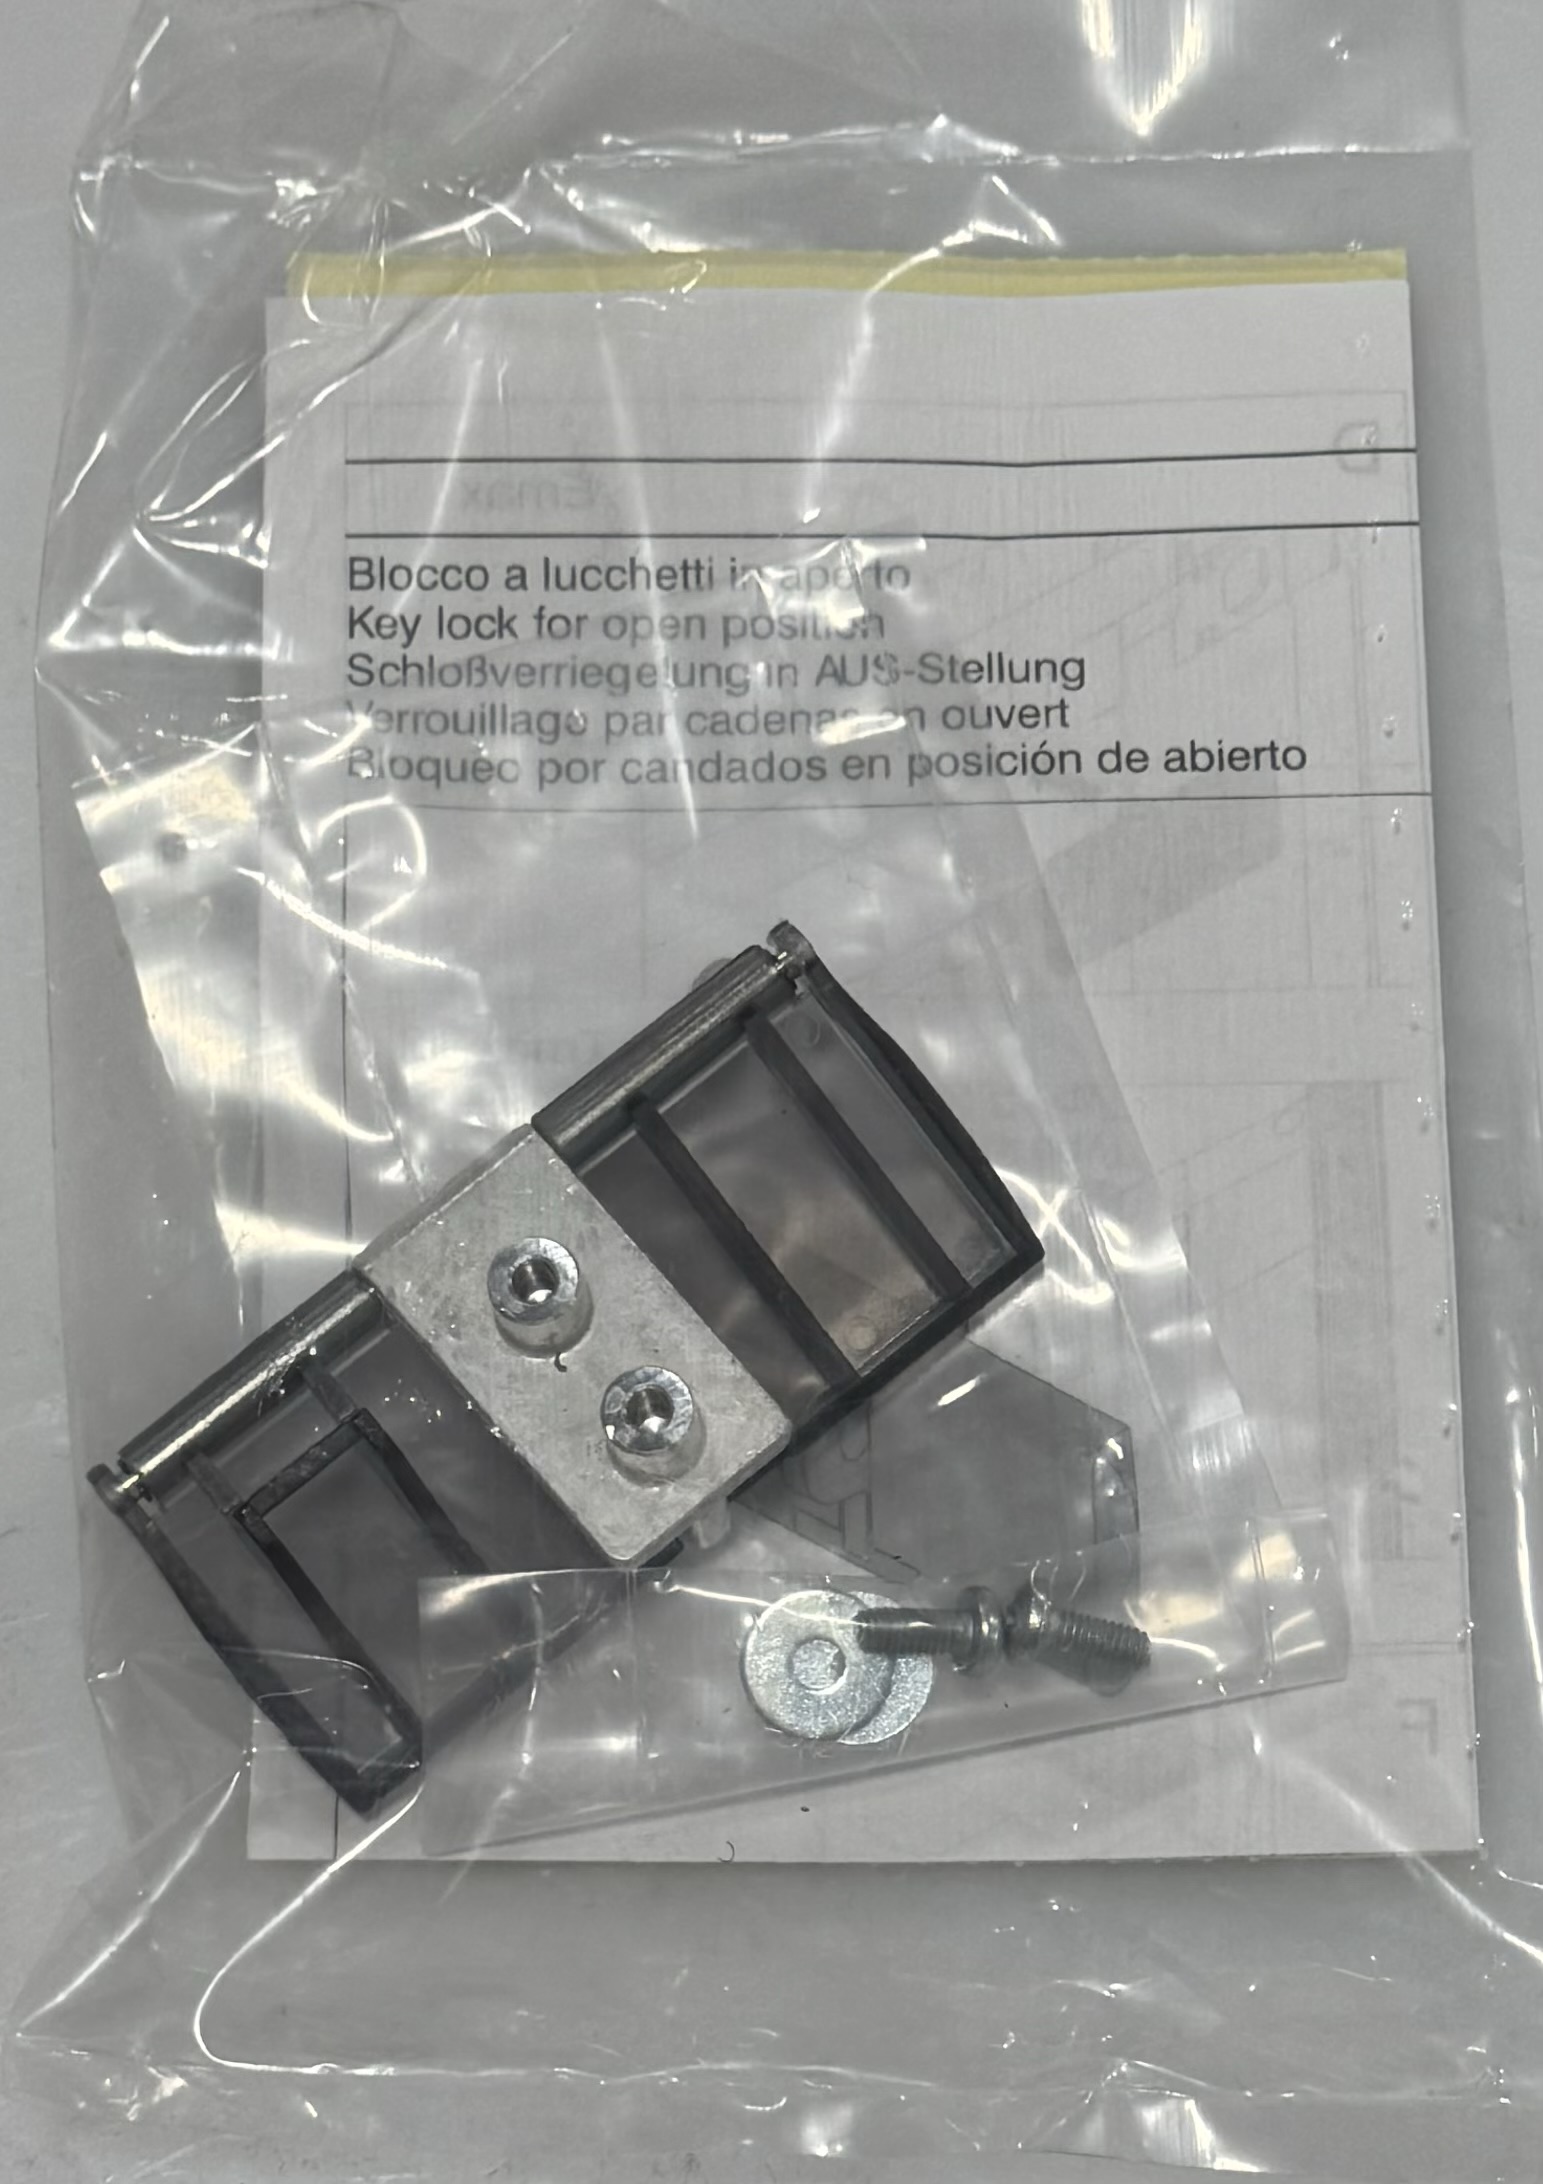 Emax
Blocco a lucchetti in aperto
Key lock for open position
Schloßverriegelung in AUS-Stellung
Verrouillage par cadenas en ouvert
Bloqueo por candados en posición de abierto
D
F